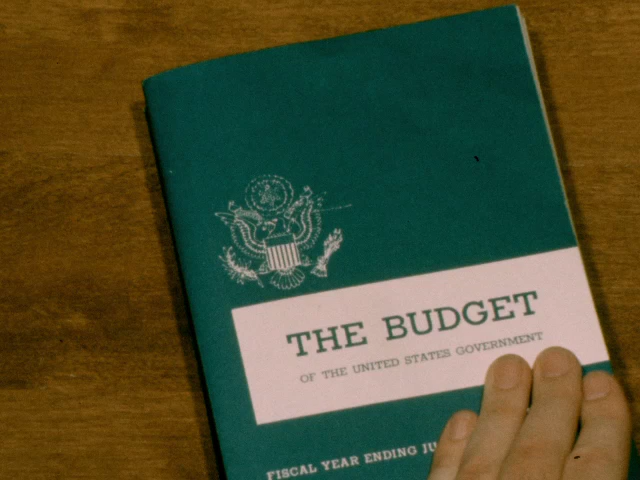 THE BUDGET
OF THE UNITED STATES GOVERNMENT
FISCAL YEAR ENDING JU